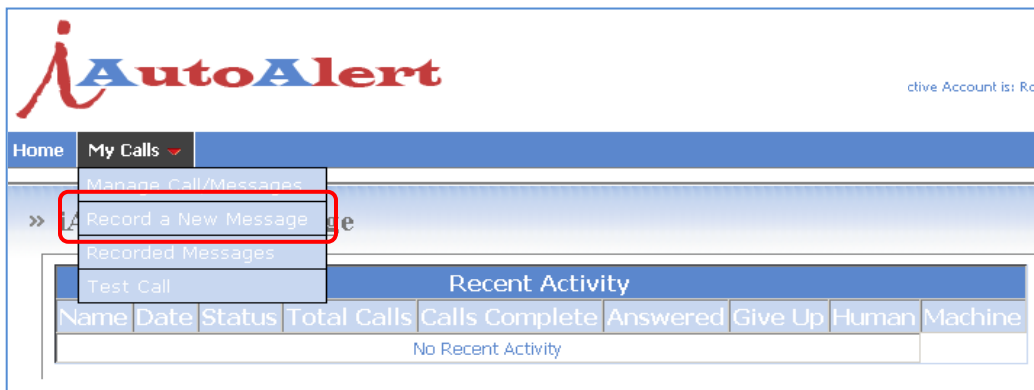 iAutoAlert
ctive Account is: Ro
Home My Calls
Manage Call/Messages
Record a New Message
ge
Recorded Messages
Test Call
Recent Activity
Name Date Status Total Calls Calls Complete Answered Give Up Human Machine
No Recent Activity